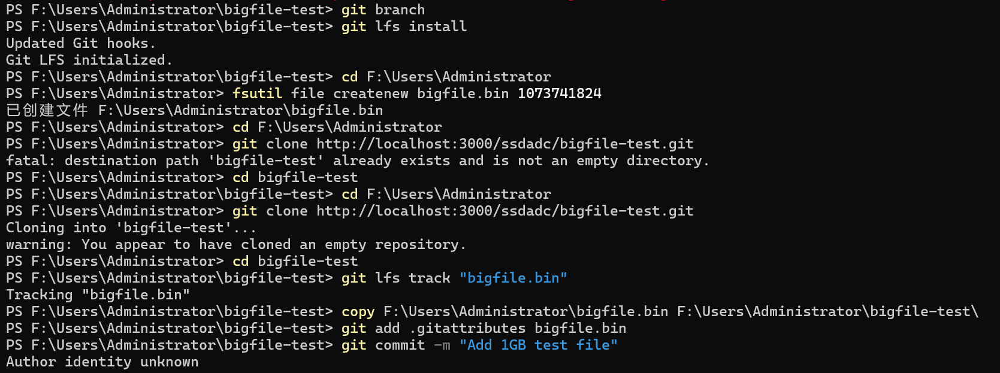 PS F:\Users\Administrator\bigfile-test> git branch
PS F:\Users\Administrator\bigfile-test> git lfs install
Updated Git hooks.
Git LFS initialized.
PS F:\Users\Administrator\bigfile-test> cd F:\Users\Administrator
PS F:\Users\Administrator> fsutil file createnew bigfile.bin 1073741824
已创建文件 F:\Users\Administrator\bigfile.bin
PS F:\Users\Administrator> cd F:\Users\Administrator
PS F:\Users\Administrator> git clone http://localhost:3000/ssdadc/bigfile-test.git
fatal: destination path 'bigfile-test' already exists and is not an empty directory.
PS F:\Users\Administrator> cd bigfile-test
PS F:\Users\Administrator\bigfile-test> cd F:\Users\Administrator
PS F:\Users\Administrator> git clone http://localhost:3000/ssdadc/bigfile-test.git
Cloning into 'bigfile-test'...
warning: You appear to have cloned an empty repository.
PS F:\Users\Administrator> cd bigfile-test
PS F:\Users\Administrator\bigfile-test> git lfs track "bigfile.bin"
Tracking "bigfile.bin"
PS F:\Users\Administrator\bigfile-test> copy F:\Users\Administrator\bigfile.bin F:\Users\Administrator\bigfile-test\
PS F:\Users\Administrator\bigfile-test> git add .gitattributes bigfile.bin
PS F:\Users\Administrator\bigfile-test> git commit -m "Add 1GB test file"
Author identity unknown